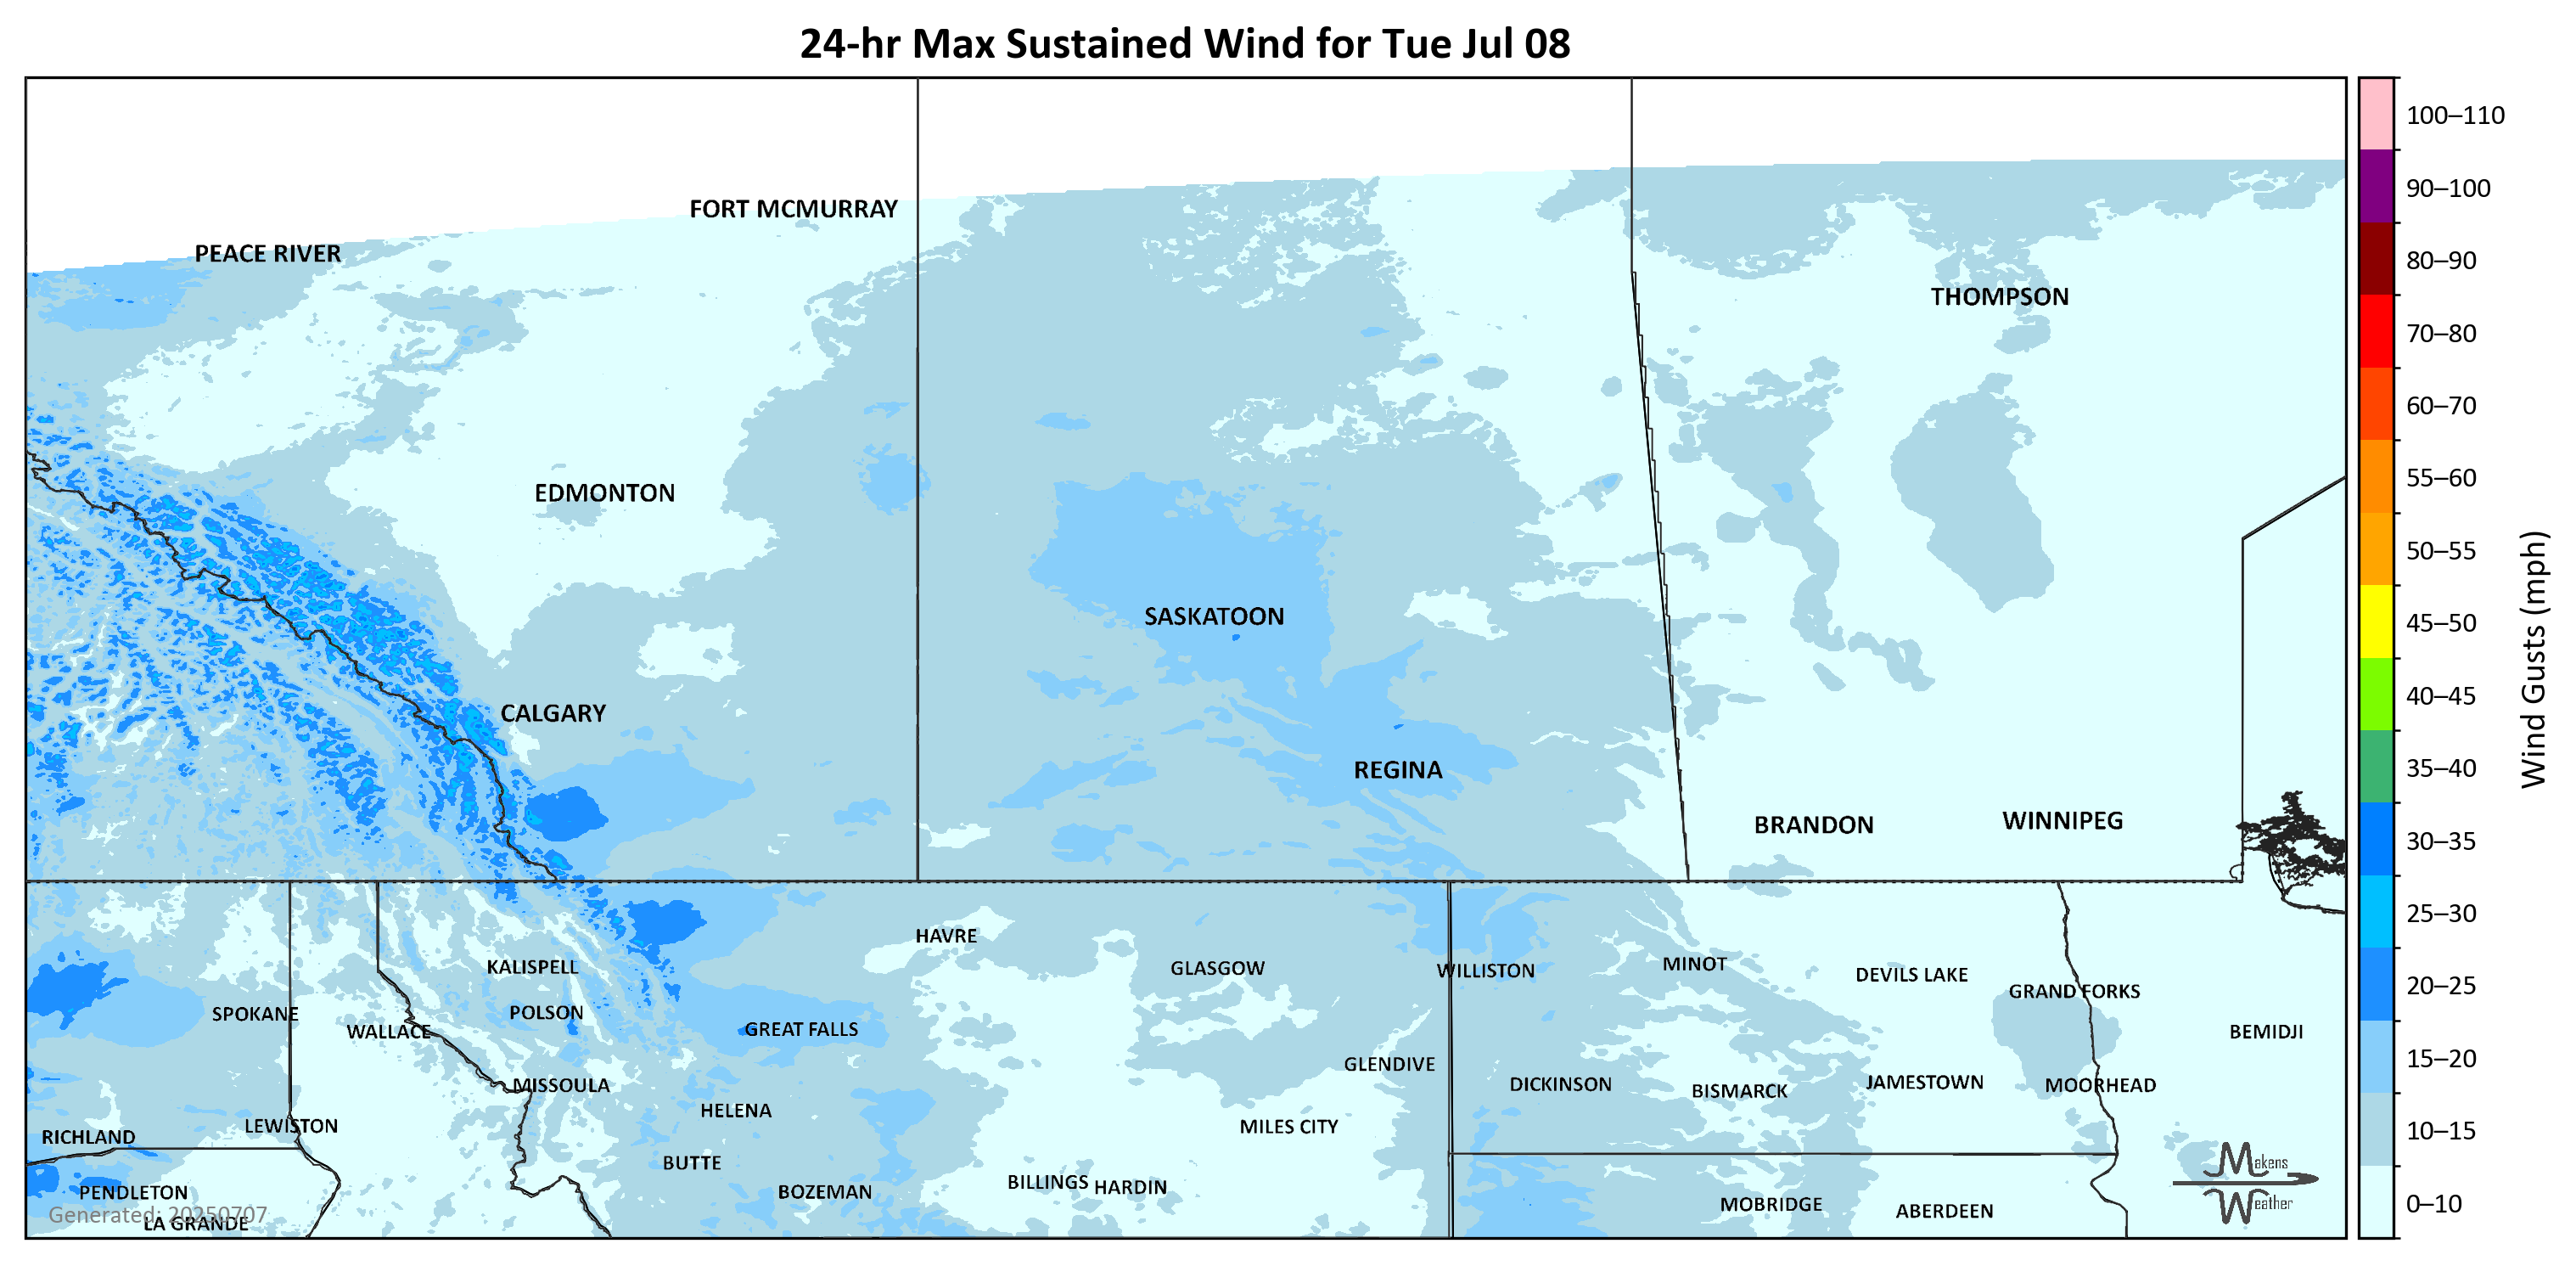 24-hr Max Sustained Wind for Tue Jul 08
100–110
FORT MCMURRAY
90–100
PEACE RIVER
80–90
THOMPSON
70–80
60–70
55–60
EDMONTON
50–55
SASKATOON
45–50
40–45
CALGARY
Wind Gusts (mph)
REGINA
35–40
BRANDON
WINNIPEG
30–35
25–30
HAVRE
KALISPELL
GLASGOW
WILLISTON
MINOT
DEVILS LAKE
20–25
GRAND FORKS
SPOKANE
POLSON
WALLACE
GREAT FALLS
BEMIDJI
15–20
GLENDIVE
MISSOULA
DICKINSON
BISMARCK
JAMESTOWN
MOORHEAD
HELENA
LEWISTON
MILES CITY
10–15
RICHLAND
BUTTE
Makens
Weather
PENDLETON
BOZEMAN
BILLINGS
HARDIN
MOBRIDGE
ABERDEEN
0–10
Generated: 20250707
LA GRANDE